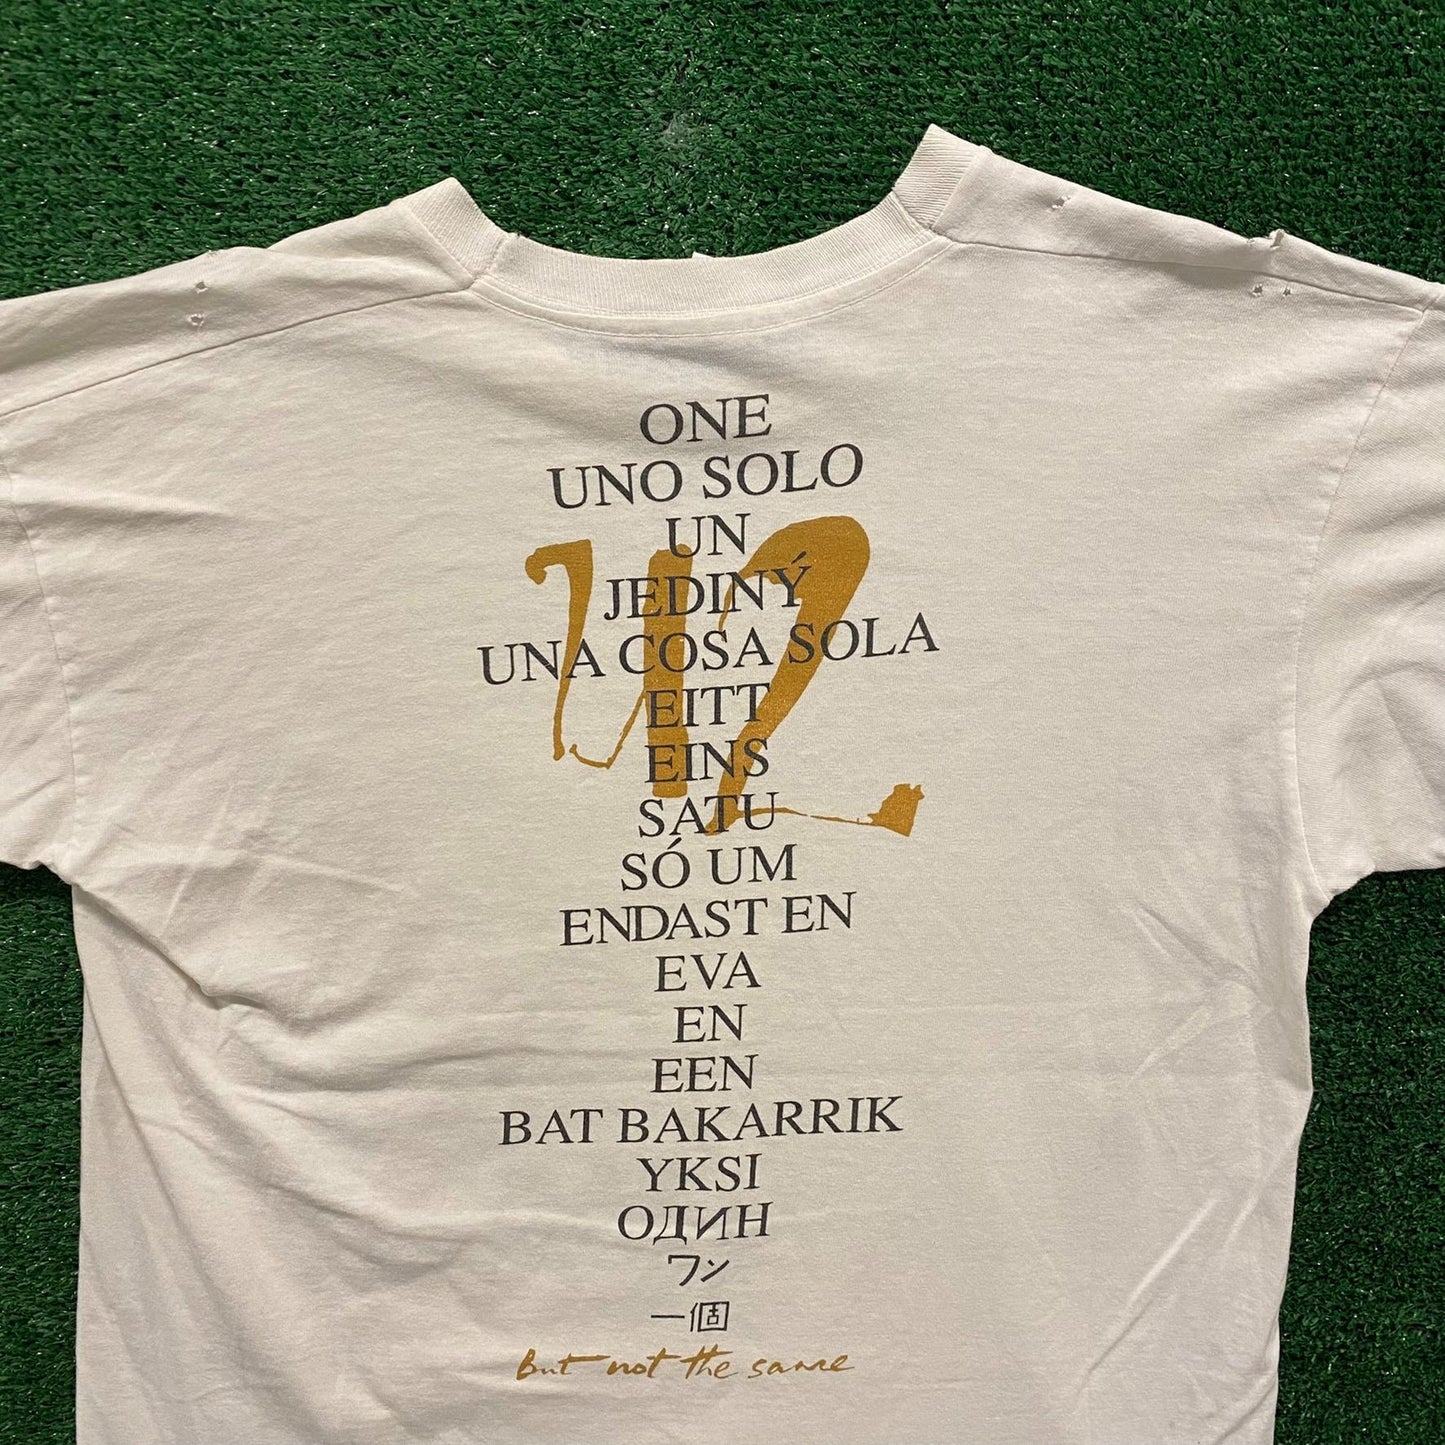 ONE
UNO SOLO
UN
U2
JEDINÝ
UNA COSA SOLA
EITT
EINS
SATU
SÓ UM
ENDAST EN
EVA
EN
EEN
BAT BAKARRIK
YKSI
ОДИН
ワン
一個
But not the same